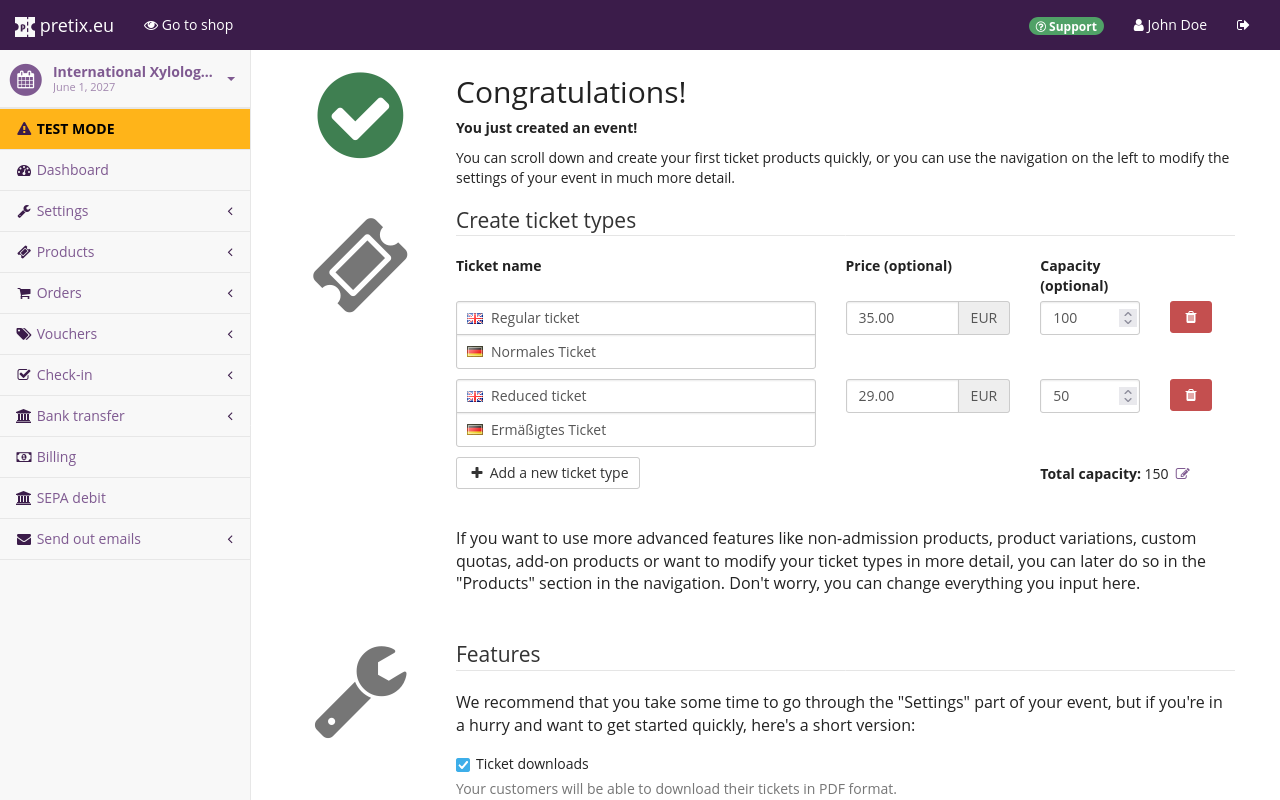 pretix.eu
Go to shop
Support
John Doe
International Xylolog...
June 1, 2027
TEST MODE
Dashboard
Settings
Products
Orders
Vouchers
Check-in
Bank transfer
Billing
SEPA debit
Send out emails
Congratulations!
You just created an event!
You can scroll down and create your first ticket products quickly, or you can use the navigation on the left to modify the
settings of your event in much more detail.
Create ticket types
Ticket name
Price (optional)
Capacity
(optional)
Regular ticket
35.00 EUR
100
Normales Ticket
Reduced ticket
29.00 EUR
50
Ermäßigtes Ticket
Add a new ticket type
Total capacity: 150
If you want to use more advanced features like non-admission products, product variations, custom
quotas, add-on products or want to modify your ticket types in more detail, you can later do so in the
"Products" section in the navigation. Don't worry, you can change everything you input here.
Features
We recommend that you take some time to go through the "Settings" part of your event, but if you're in
a hurry and want to get started quickly, here's a short version:
Ticket downloads
Your customers will be able to download their tickets in PDF format.